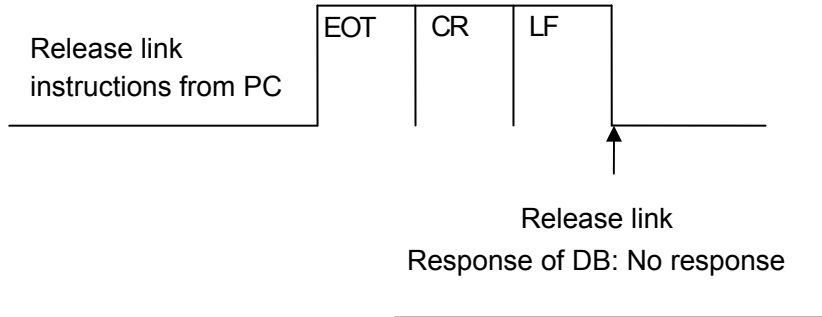 EOT CR LF
Release link
instructions from PC
Release link
Response of DB: No response